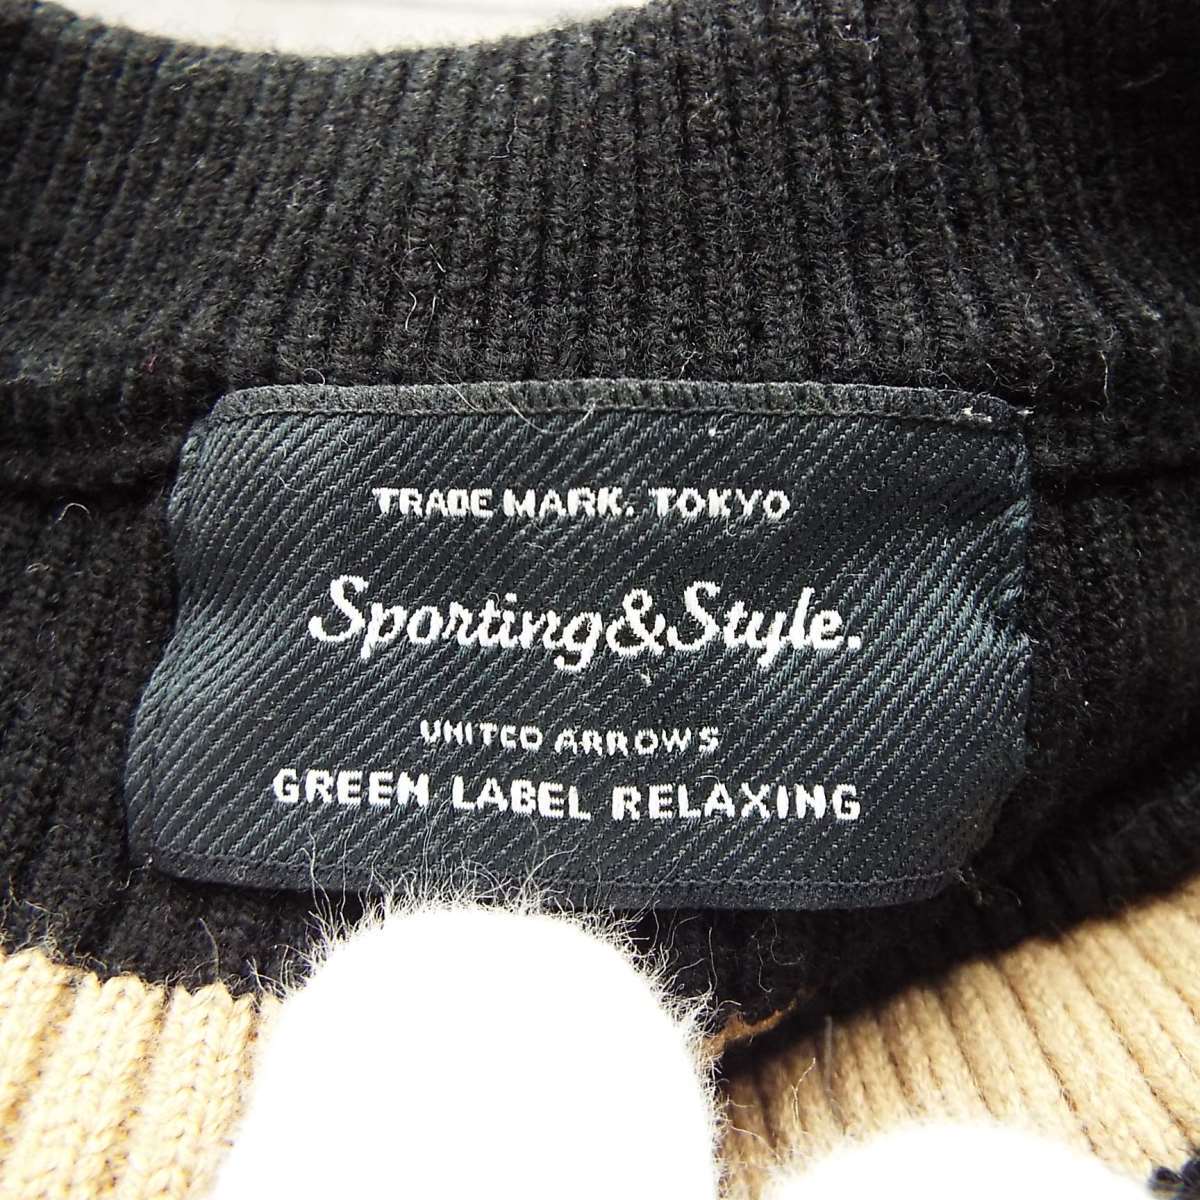 TRADE MARK. TOKYO
Sporting & Style.
UNITED ARROWS
GREEN LABEL RELAXING